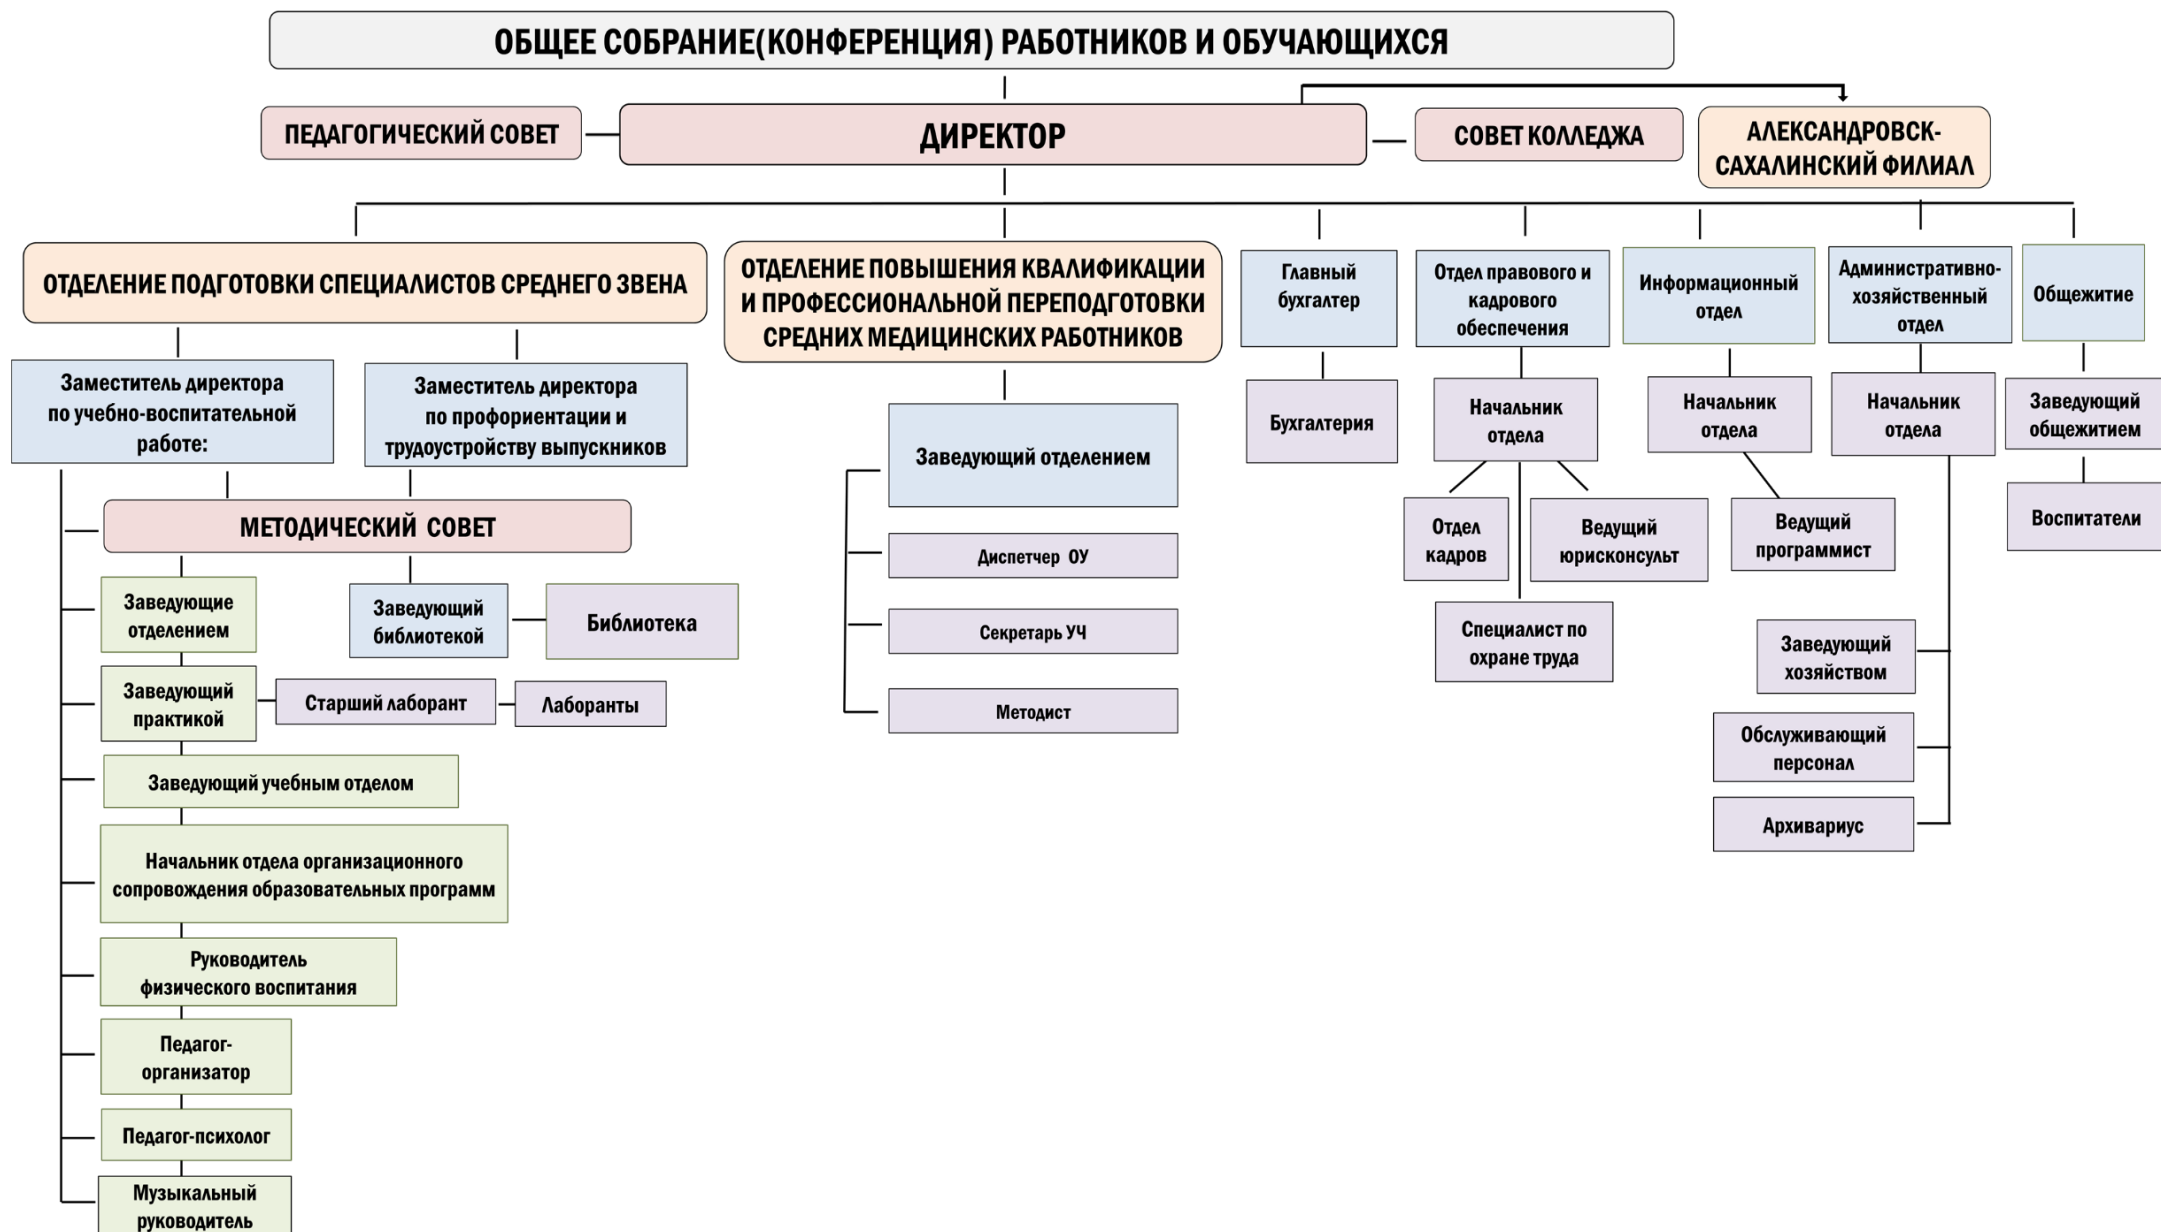 ОБЩЕЕ СОБРАНИЕ(КОНФЕРЕНЦИЯ) РАБОТНИКОВ И ОБУЧАЮЩИХСЯ
ПЕДАГОГИЧЕСКИЙ СОВЕТ
ДИРЕКТОР
СОВЕТ КОЛЛЕДЖА
АЛЕКСАНДРОВСК-
САХАЛИНСКИЙ ФИЛИАЛ
ОТДЕЛЕНИЕ ПОДГОТОВКИ СПЕЦИАЛИСТОВ СРЕДНЕГО ЗВЕНА
ОТДЕЛЕНИЕ ПОВЫШЕНИЯ КВАЛИФИКАЦИИ
И ПРОФЕССИОНАЛЬНОЙ ПЕРЕПОДГОТОВКИ
СРЕДНИХ МЕДИЦИНСКИХ РАБОТНИКОВ
Главный
бухгалтер
Отдел правового и
кадрового
обеспечения
Информационный
отдел
Административно-
хозяйственный
отдел
Общежитие
Заместитель директора
по учебно-воспитательной
работе:
Заместитель директора
по профориентации и
трудоустройству выпускников
Заведующий отделением
Бухгалтерия
Начальник
отдела
Начальник
отдела
Начальник
отдела
Заведующий
общежитием
МЕТОДИЧЕСКИЙ СОВЕТ
Диспетчер ОУ
Отдел
кадров
Ведущий
юрисконсульт
Ведущий
программист
Воспитатели
Заведующие
отделением
Заведующий
библиотекой
Библиотека
Секретарь УЧ
Специалист по
охране труда
Заведующий
хозяйством
Заведующий
практикой
Старший лаборант
Лаборанты
Методист
Обслуживающий
персонал
Заведующий учебным отделом
Архивариус
Начальник отдела организационного
сопровождения образовательных программ
Руководитель
физического воспитания
Педагог-
организатор
Педагог-психолог
Музыкальный
руководитель